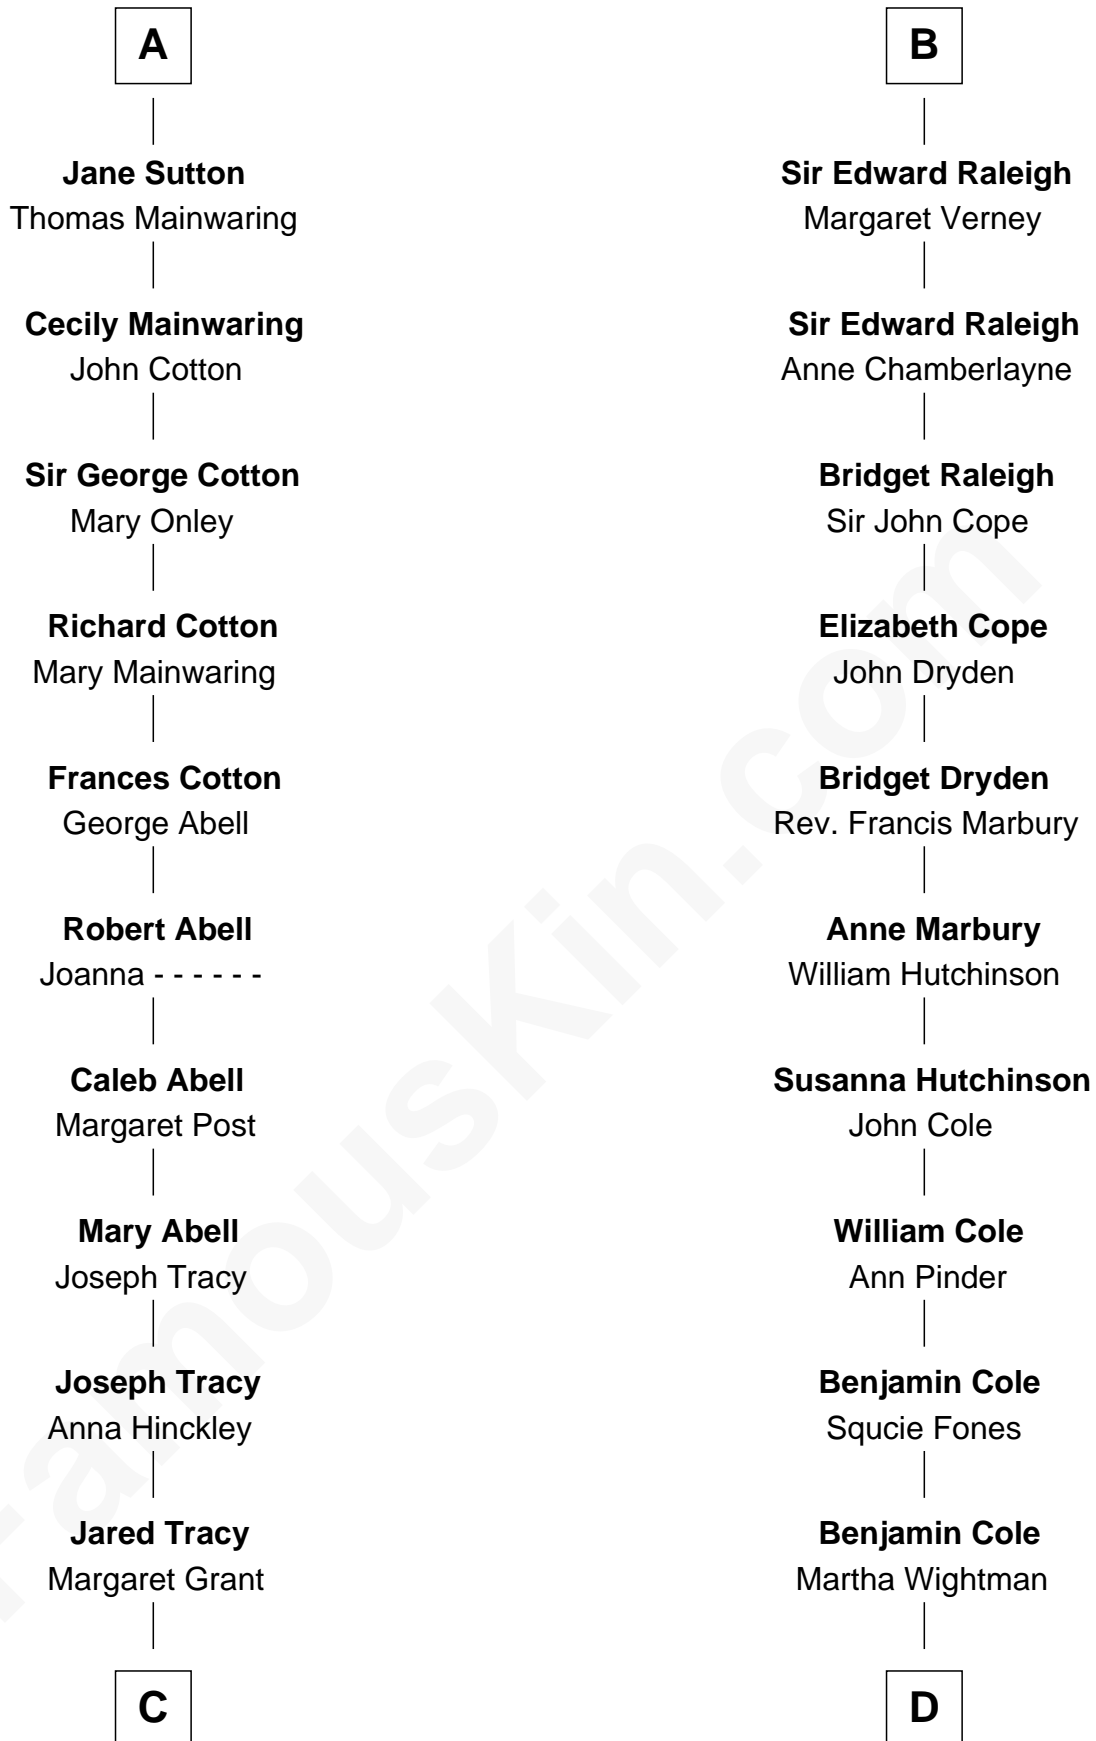 A
Jane Sutton
Thomas Mainwaring
Cecily Mainwaring
John Cotton
Sir George Cotton
Mary Onley
Richard Cotton
Mary Mainwaring
Frances Cotton
George Abell
Robert Abell
Joanna - - - - - -
Caleb Abell
Margaret Post
Mary Abell
Joseph Tracy
Joseph Tracy
Anna Hinckley
Jared Tracy
Margaret Grant
C
B
Sir Edward Raleigh
Margaret Verney
Sir Edward Raleigh
Anne Chamberlayne
Bridget Raleigh
Sir John Cope
Elizabeth Cope
John Dryden
Bridget Dryden
Rev. Francis Marbury
Anne Marbury
William Hutchinson
Susanna Hutchinson
John Cole
William Cole
Ann Pinder
Benjamin Cole
Squcie Fones
Benjamin Cole
Martha Wightman
D
FamousKin.com